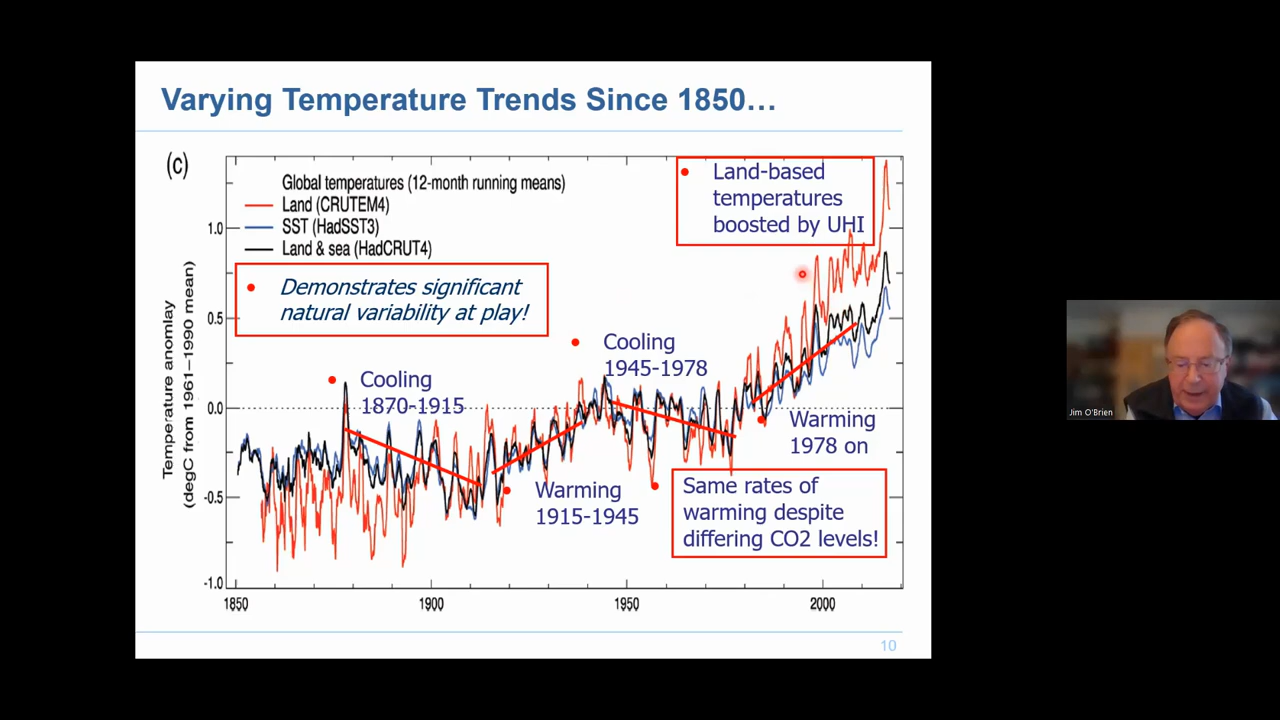 Varying Temperature Trends Since 1850…
(c)
Global temperatures (12-month running means)
Land (CRUTEM4)
SST (HadSST3)
Land & sea (HadCRUT4)
• Land-based
temperatures
boosted by UHI
• Demonstrates significant
natural variability at play!
• Cooling
1870-1915
• Cooling
1945-1978
• Warming
1915-1945
• Warming
1978 on
• Same rates of
warming despite
differing CO2 levels!
Temperature anomlay
(degC from 1961–1990 mean)
1.0
0.5
0.0
-0.5
-1.0
1850 1900 1950 2000
10
Jim O'Brien